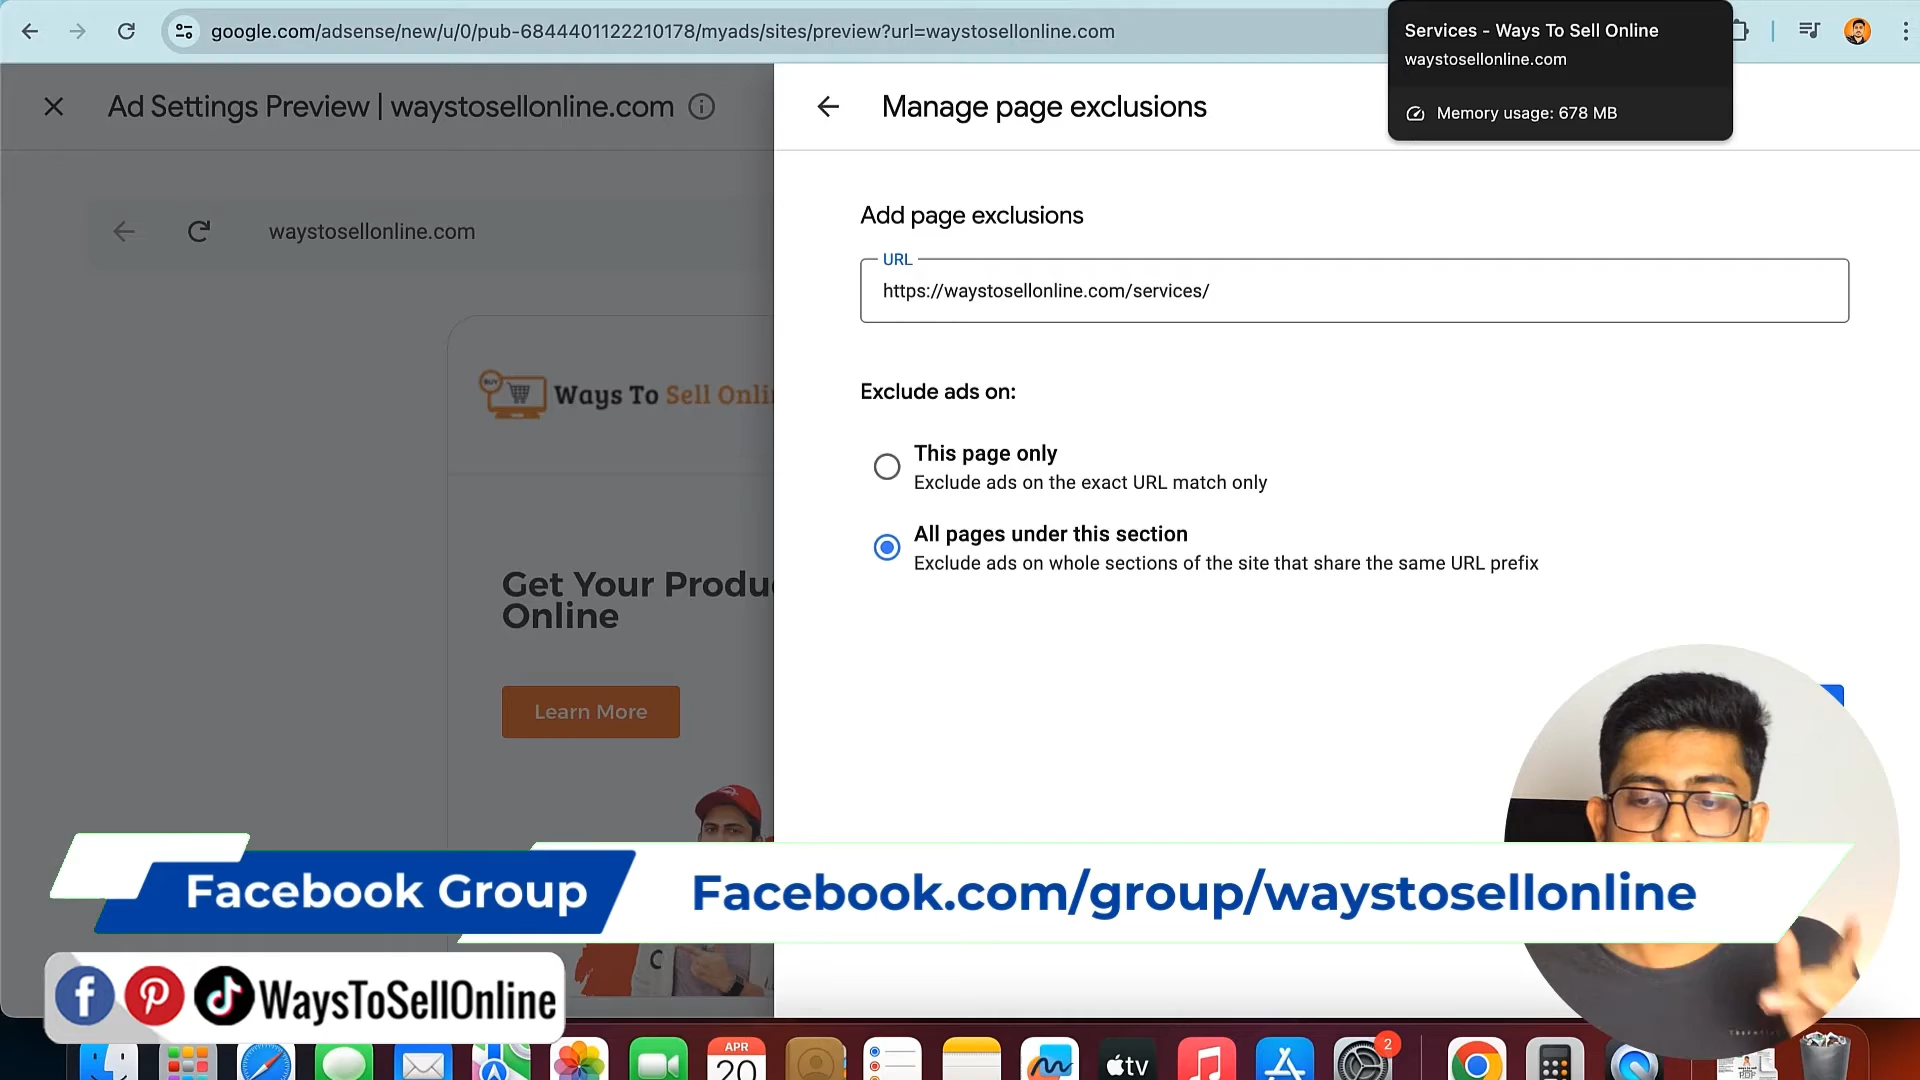 google.com/adsense/new/u/0/pub-6844401122210178/myads/sites/preview?url=waystosellonline.com
Services - Ways To Sell Online
waystosellonline.com
Memory usage: 678 MB
Ad Settings Preview | waystosellonline.com
Manage page exclusions
waystosellonline.com
Add page exclusions
URL
https://waystosellonline.com/services/
BUY
Ways To Sell Onli
Exclude ads on:
This page only
Exclude ads on the exact URL match only
All pages under this section
Exclude ads on whole sections of the site that share the same URL prefix
Get Your Produ
Online
Learn More
Facebook Group
Facebook.com/group/waystosellonline
WaysToSellOnline
APR
20
tv
2